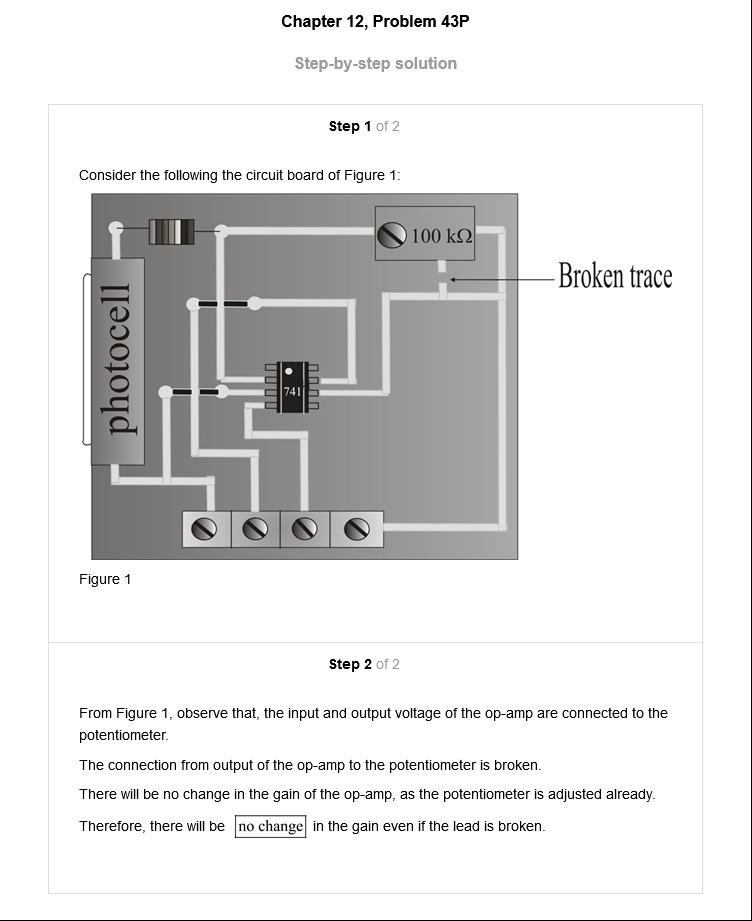 Chapter 12, Problem 43P
Step-by-step solution
Step 1 of 2
Consider the following the circuit board of Figure 1:
100 kΩ
Broken trace
photocell
741
Figure 1
Step 2 of 2
From Figure 1, observe that, the input and output voltage of the op-amp are connected to the
potentiometer.
The connection from output of the op-amp to the potentiometer is broken.
There will be no change in the gain of the op-amp, as the potentiometer is adjusted already.
Therefore, there will be no change in the gain even if the lead is broken.